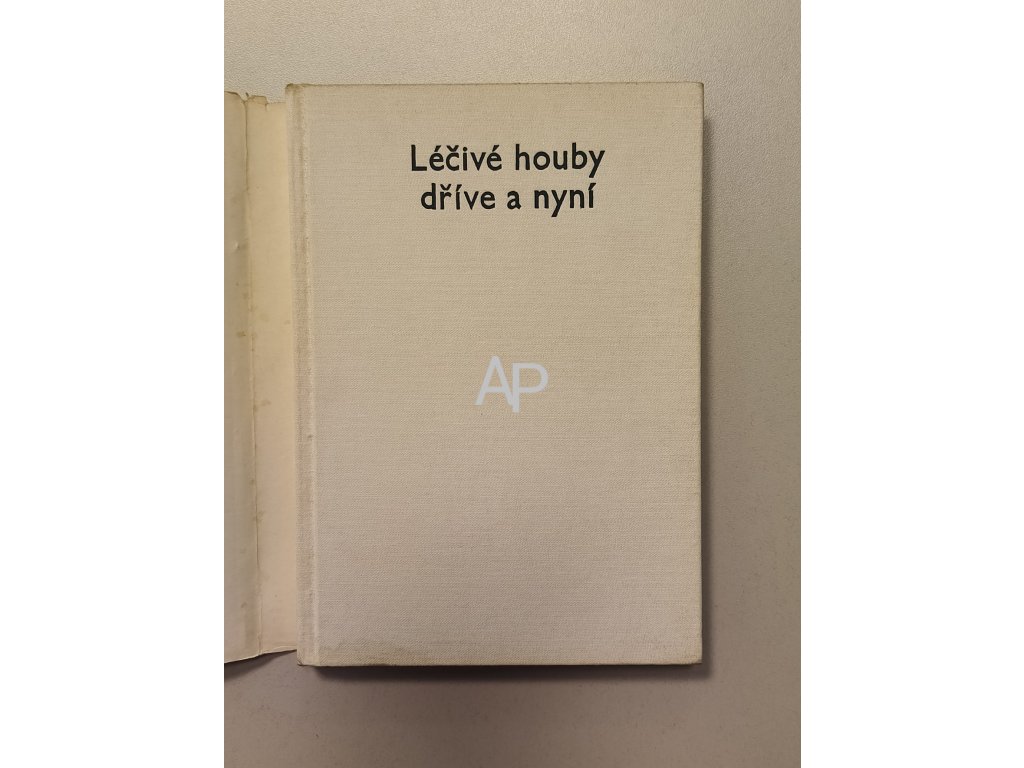 Léčivé houby
dříve a nyní
AP